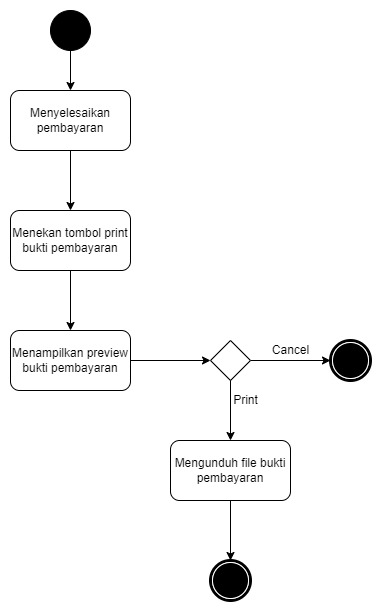 Menyelesaikan
pembayaran
Menekan tombol print
bukti pembayaran
Menampilkan preview
bukti pembayaran
Cancel
Print
Mengunduh file bukti
pembayaran